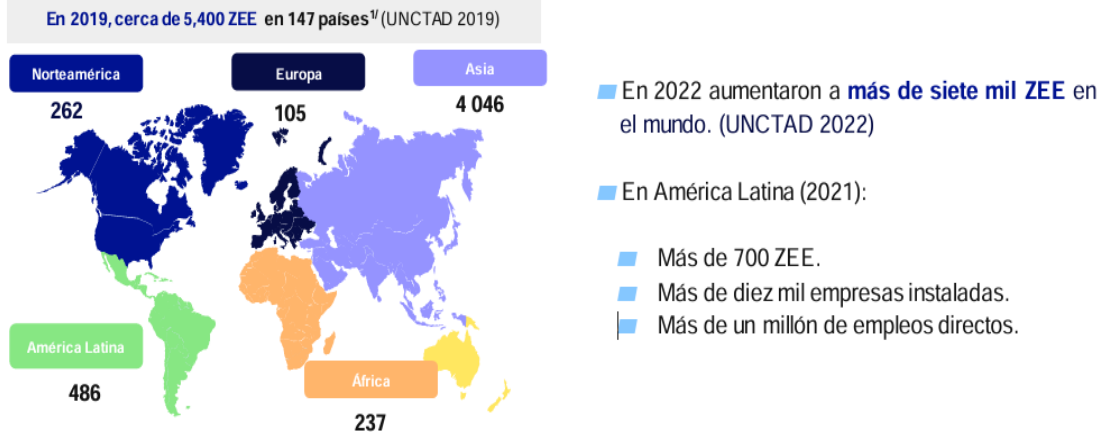 En 2019, cerca de 5,400 ZEE en 147 países1/ (UNCTAD 2019)
Norteamérica
262
Europa
105
Asia
4 046
América Latina
486
África
237
En 2022 aumentaron a más de siete mil ZEE en
el mundo. (UNCTAD 2022)
En América Latina (2021):
Más de 700 ZEE.
Más de diez mil empresas instaladas.
Más de un millón de empleos directos.